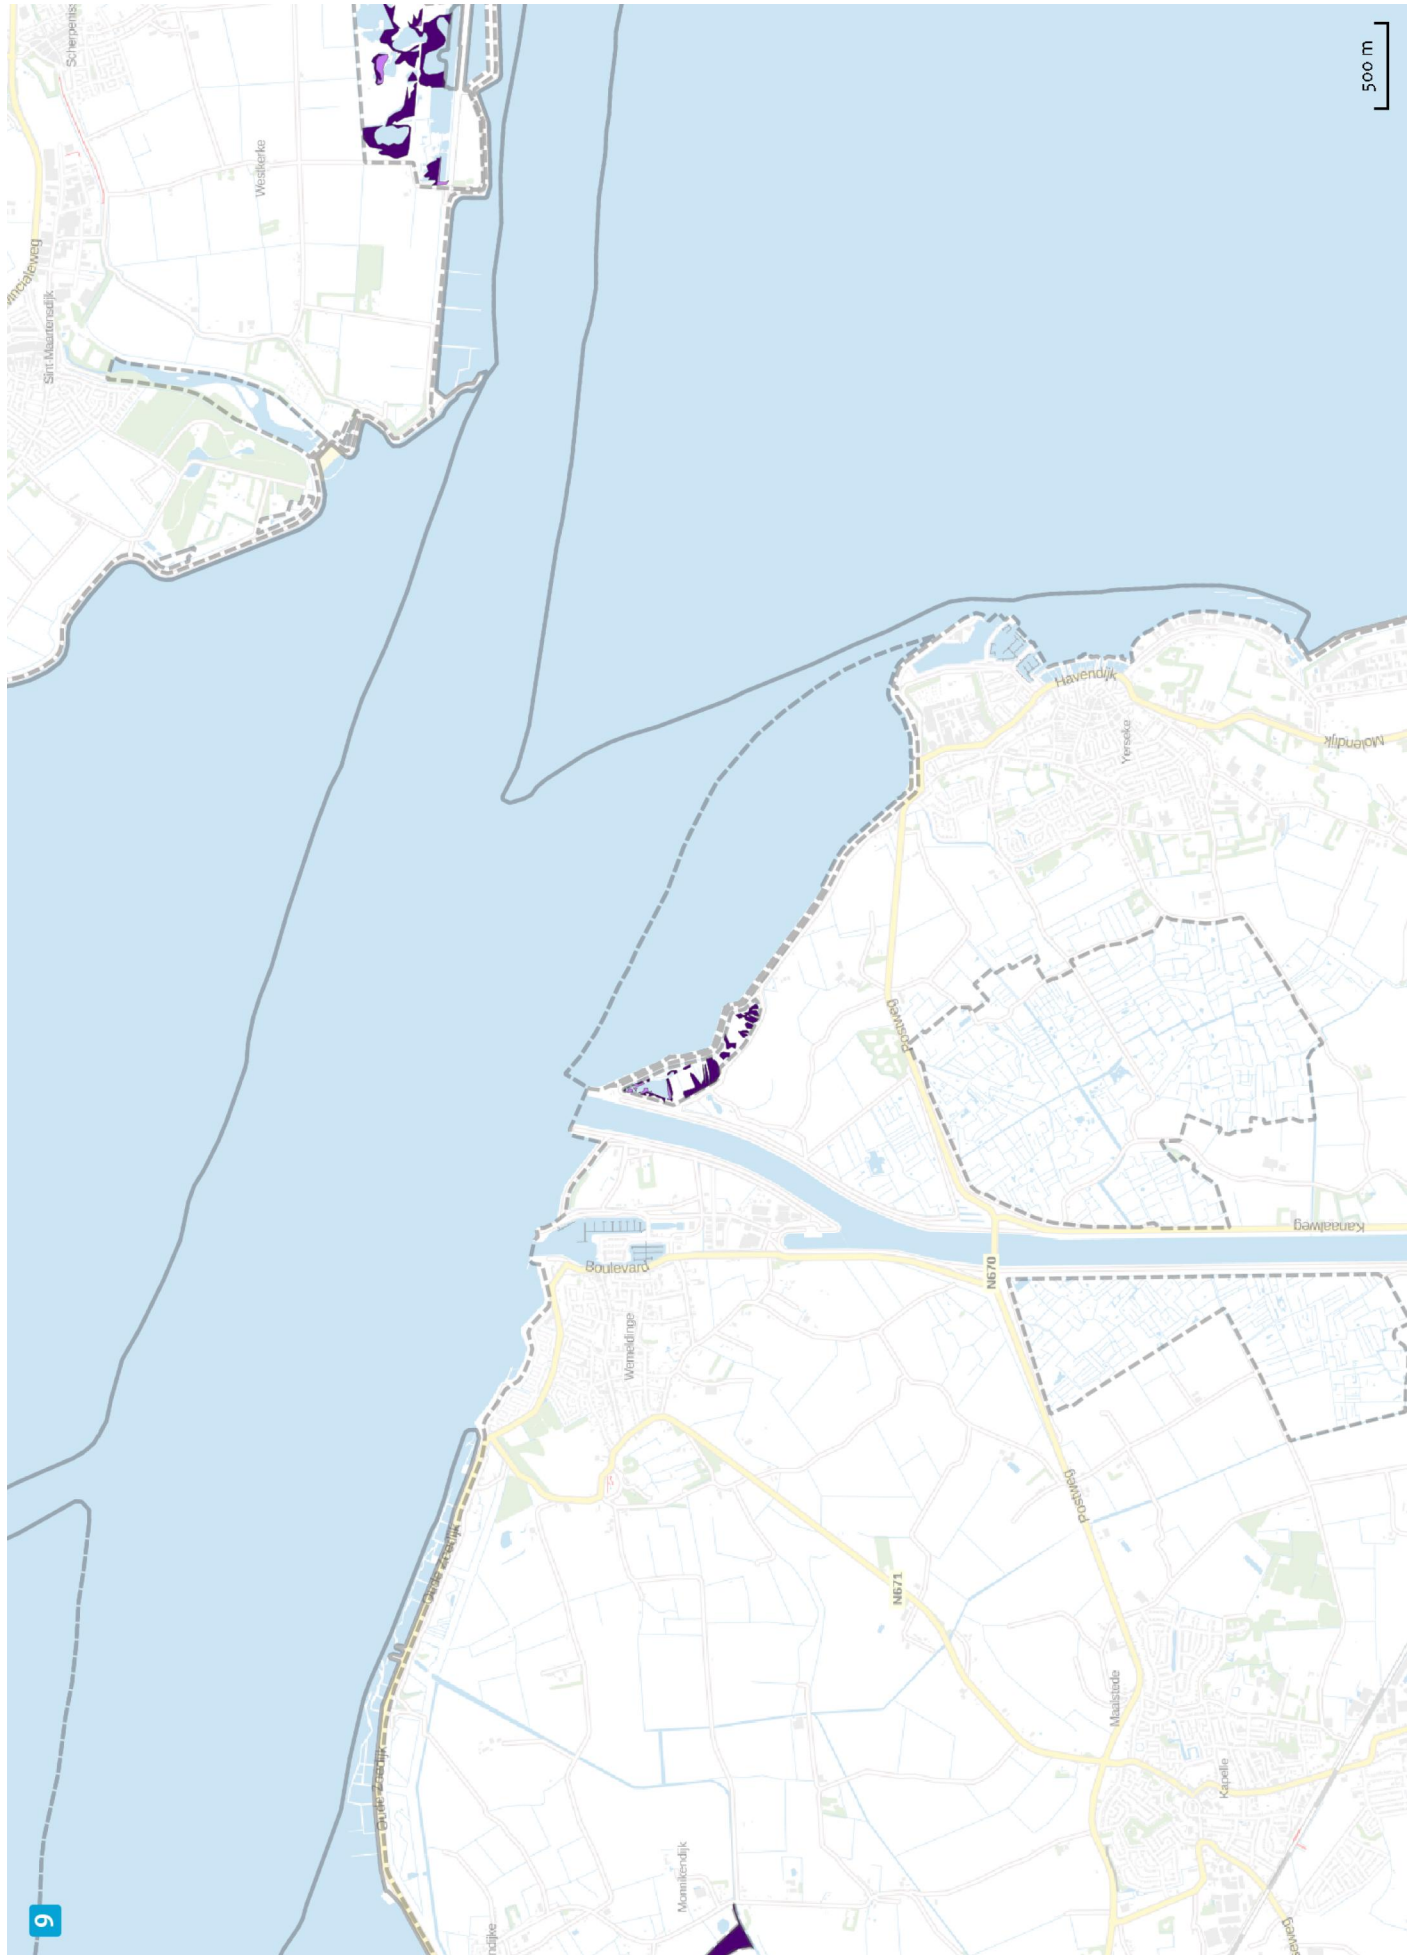 9
500 m
Sint-Maartensdijk
Westkerke
Oude-Zeedijk
Oude Zeedijk
Boulevard
Wemeldinge
Havendijk
Yerseke
Molendijk
Postweg
N670
Kanaalweg
Postweg
N671
Monnikendijk
Maalstede
Kapelle